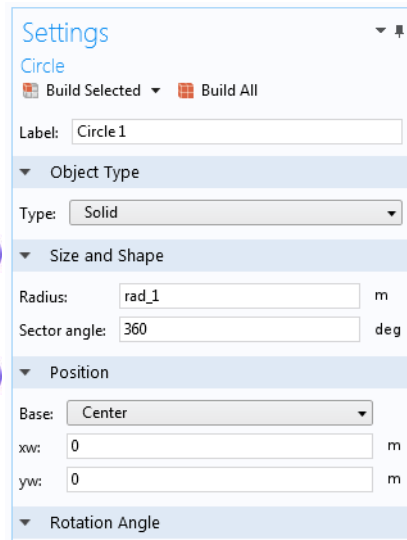 Settings
Circle
Build Selected Build All
Label: Circle 1
Object Type
Type: Solid
Size and Shape
Radius: rad_1 m
Sector angle: 360 deg
Position
Base: Center
xw: 0 m
yw: 0 m
Rotation Angle